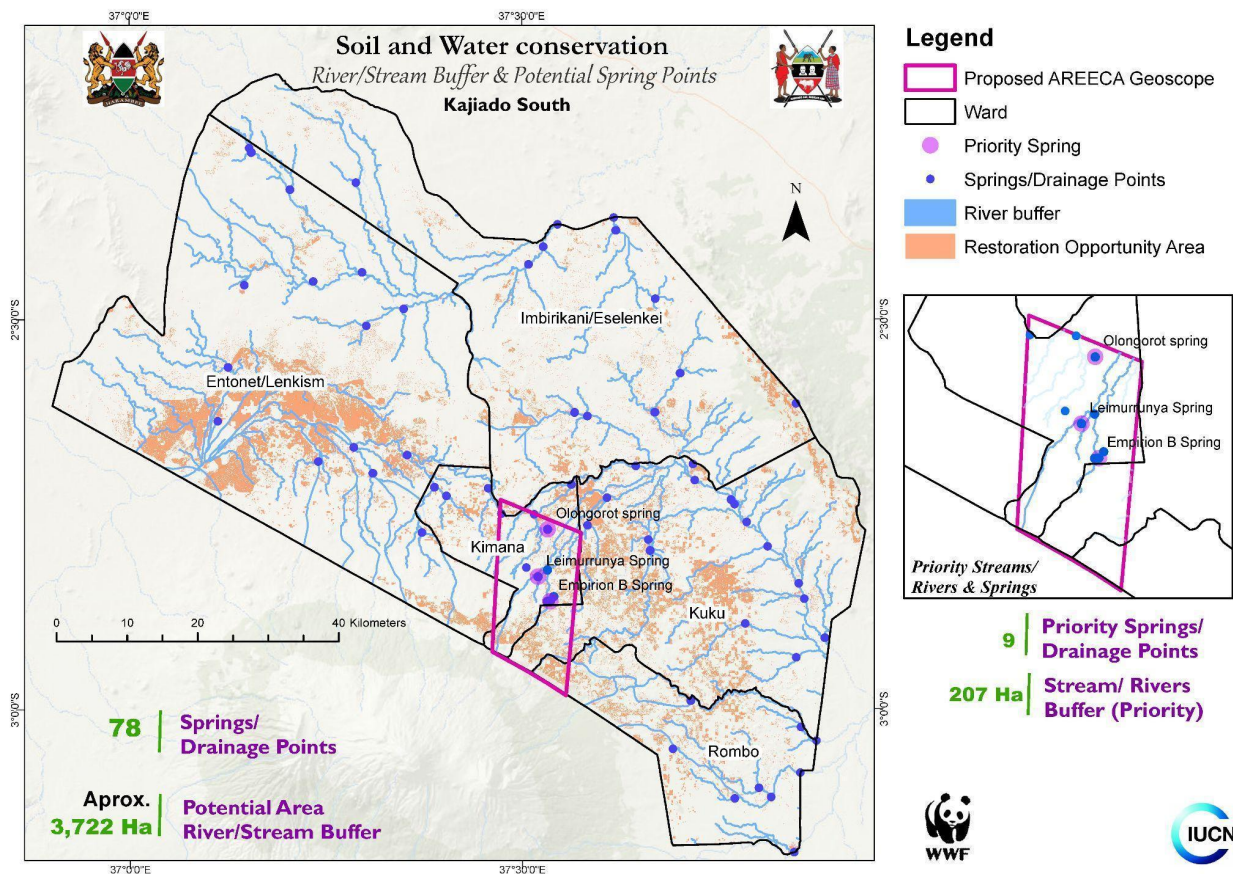 37°0'0"E
37°30'0"E
Soil and Water conservation
River/Stream Buffer & Potential Spring Points
Kajiado South
HARAMBEE
N
2°30'0"S
2°30'0"S
Imbirikani/Eselenkei
Entonet/Lenkism
Olongorot spring
Kimana
Leimurrunya Spring
Empirion B Spring
Kuku
Rombo
0 5 10 20 30 40 Kilometers
3°0'0"S
3°0'0"S
78
Springs/
Drainage Points
Aprox.
3,722 Ha
Potential Area
River/Stream Buffer
37°0'0"E
37°30'0"E
Legend
Proposed AREECA Geoscope
Ward
Priority Spring
Springs/Drainage Points
River buffer
Restoration Opportunity Area
Olongorot spring
Leimurrunya Spring
Empirion B Spring
Priority Streams/
Rivers & Springs
9
Priority Springs/
Drainage Points
207 Ha
Stream/ Rivers
Buffer (Priority)
WWF
IUCN